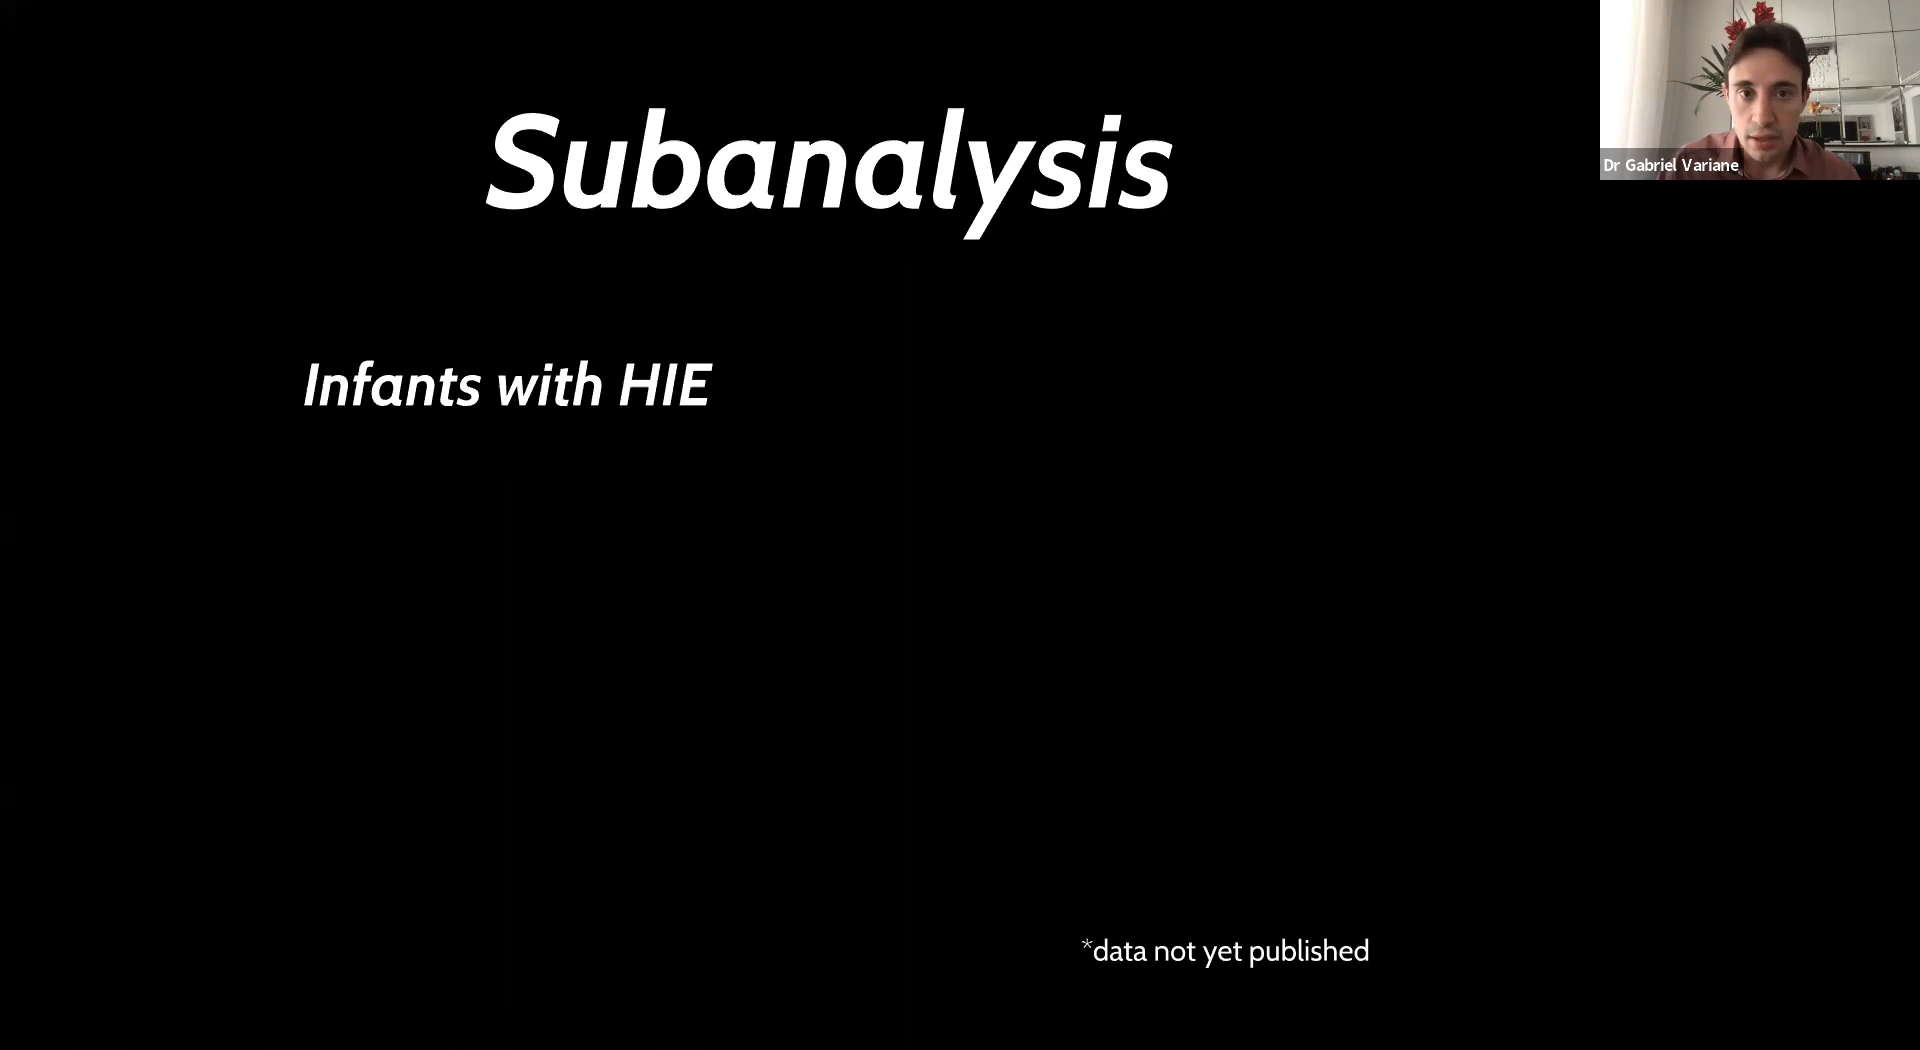 Subanalysis
Dr Gabriel Variane
Infants with HIE
*data not yet published